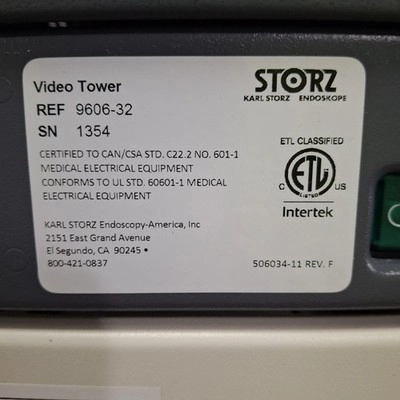 Video Tower
REF 9606-32
SN 1354
STORZ
KARL STORZ ENDOSKOPE
CERTIFIED TO CAN/CSA STD. C22.2 NO. 601-1
MEDICAL ELECTRICAL EQUIPMENT
CONFORMS TO UL STD. 60601-1 MEDICAL
ELECTRICAL EQUIPMENT
ETL CLASSIFIED
C ETL US
LISTED
Intertek
KARL STORZ Endoscopy-America, Inc
2151 East Grand Avenue
El Segundo, CA 90245 •
800-421-0837
506034-11 REV. F